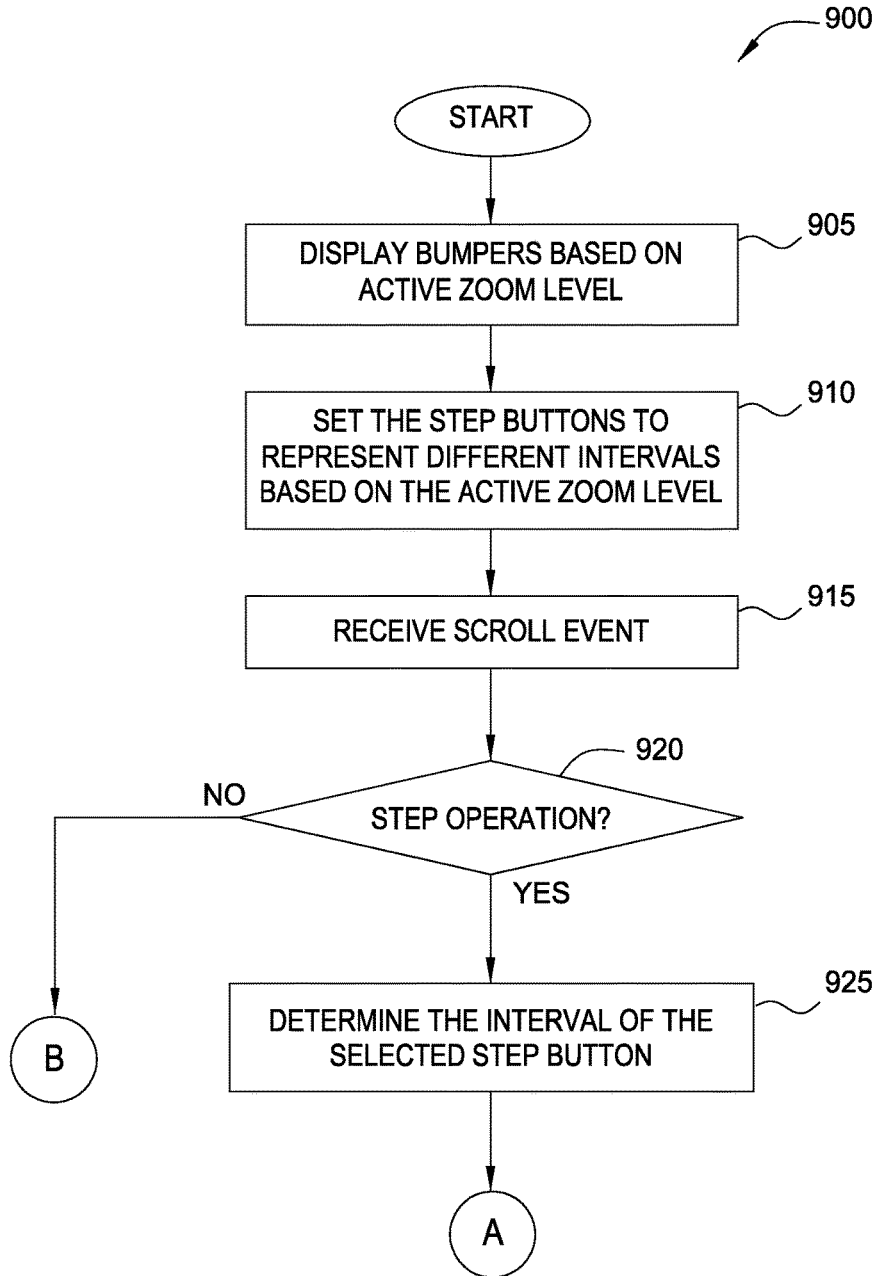 900
START
905
DISPLAY BUMPERS BASED ON
ACTIVE ZOOM LEVEL
910
SET THE STEP BUTTONS TO
REPRESENT DIFFERENT INTERVALS
BASED ON THE ACTIVE ZOOM LEVEL
915
RECEIVE SCROLL EVENT
920
NO
STEP OPERATION?
YES
925
DETERMINE THE INTERVAL OF THE
SELECTED STEP BUTTON
B
A